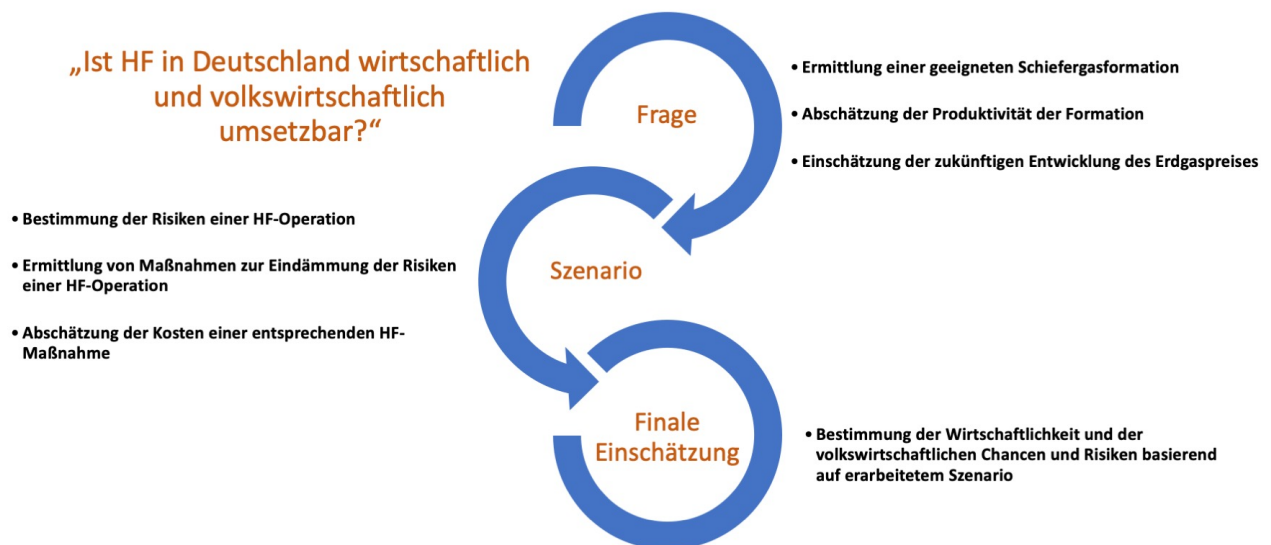 „Ist HF in Deutschland wirtschaftlich
und volkswirtschaftlich
umsetzbar?“
Frage
• Ermittlung einer geeigneten Schiefergasformation
• Abschätzung der Produktivität der Formation
• Einschätzung der zukünftigen Entwicklung des Erdgaspreises
• Bestimmung der Risiken einer HF-Operation
• Ermittlung von Maßnahmen zur Eindämmung der Risiken
einer HF-Operation
• Abschätzung der Kosten einer entsprechenden HF-
Maßnahme
Szenario
Finale
Einschätzung
• Bestimmung der Wirtschaftlichkeit und der
volkswirtschaftlichen Chancen und Risiken basierend
auf erarbeitetem Szenario